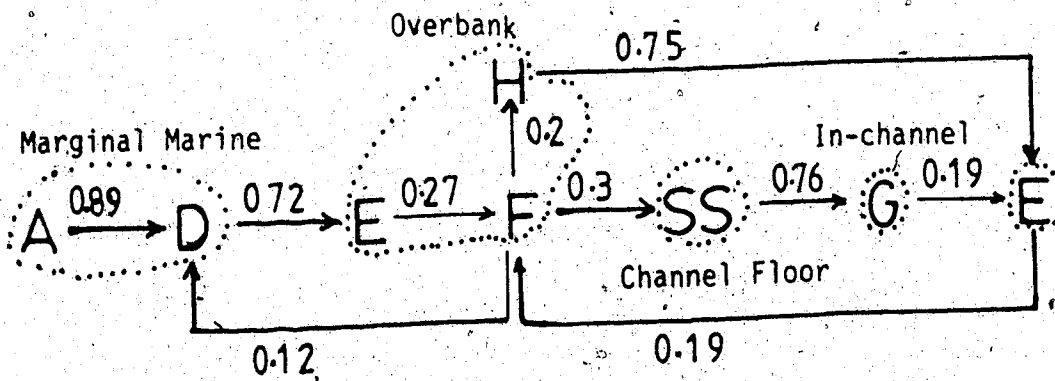 Overbank
0.75
H
Marginal Marine
0.2
In-channel
0.89
0.72
0.27
0.3
0.76
0.19
A
D
E
F
SS
G
E
Channel Floor
0.12
0.19